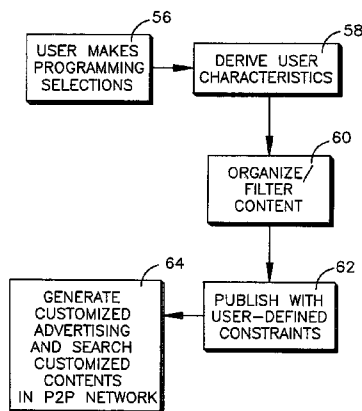 56
USER MAKES
PROGRAMMING
SELECTIONS
58
DERIVE USER
CHARACTERISTICS
60
ORGANIZE/
FILTER
CONTENT
62
PUBLISH WITH
USER-DEFINED
CONSTRAINTS
64
GENERATE
CUSTOMIZED
ADVERTISING
AND SEARCH
CUSTOMIZED
CONTENTS
IN P2P NETWORK